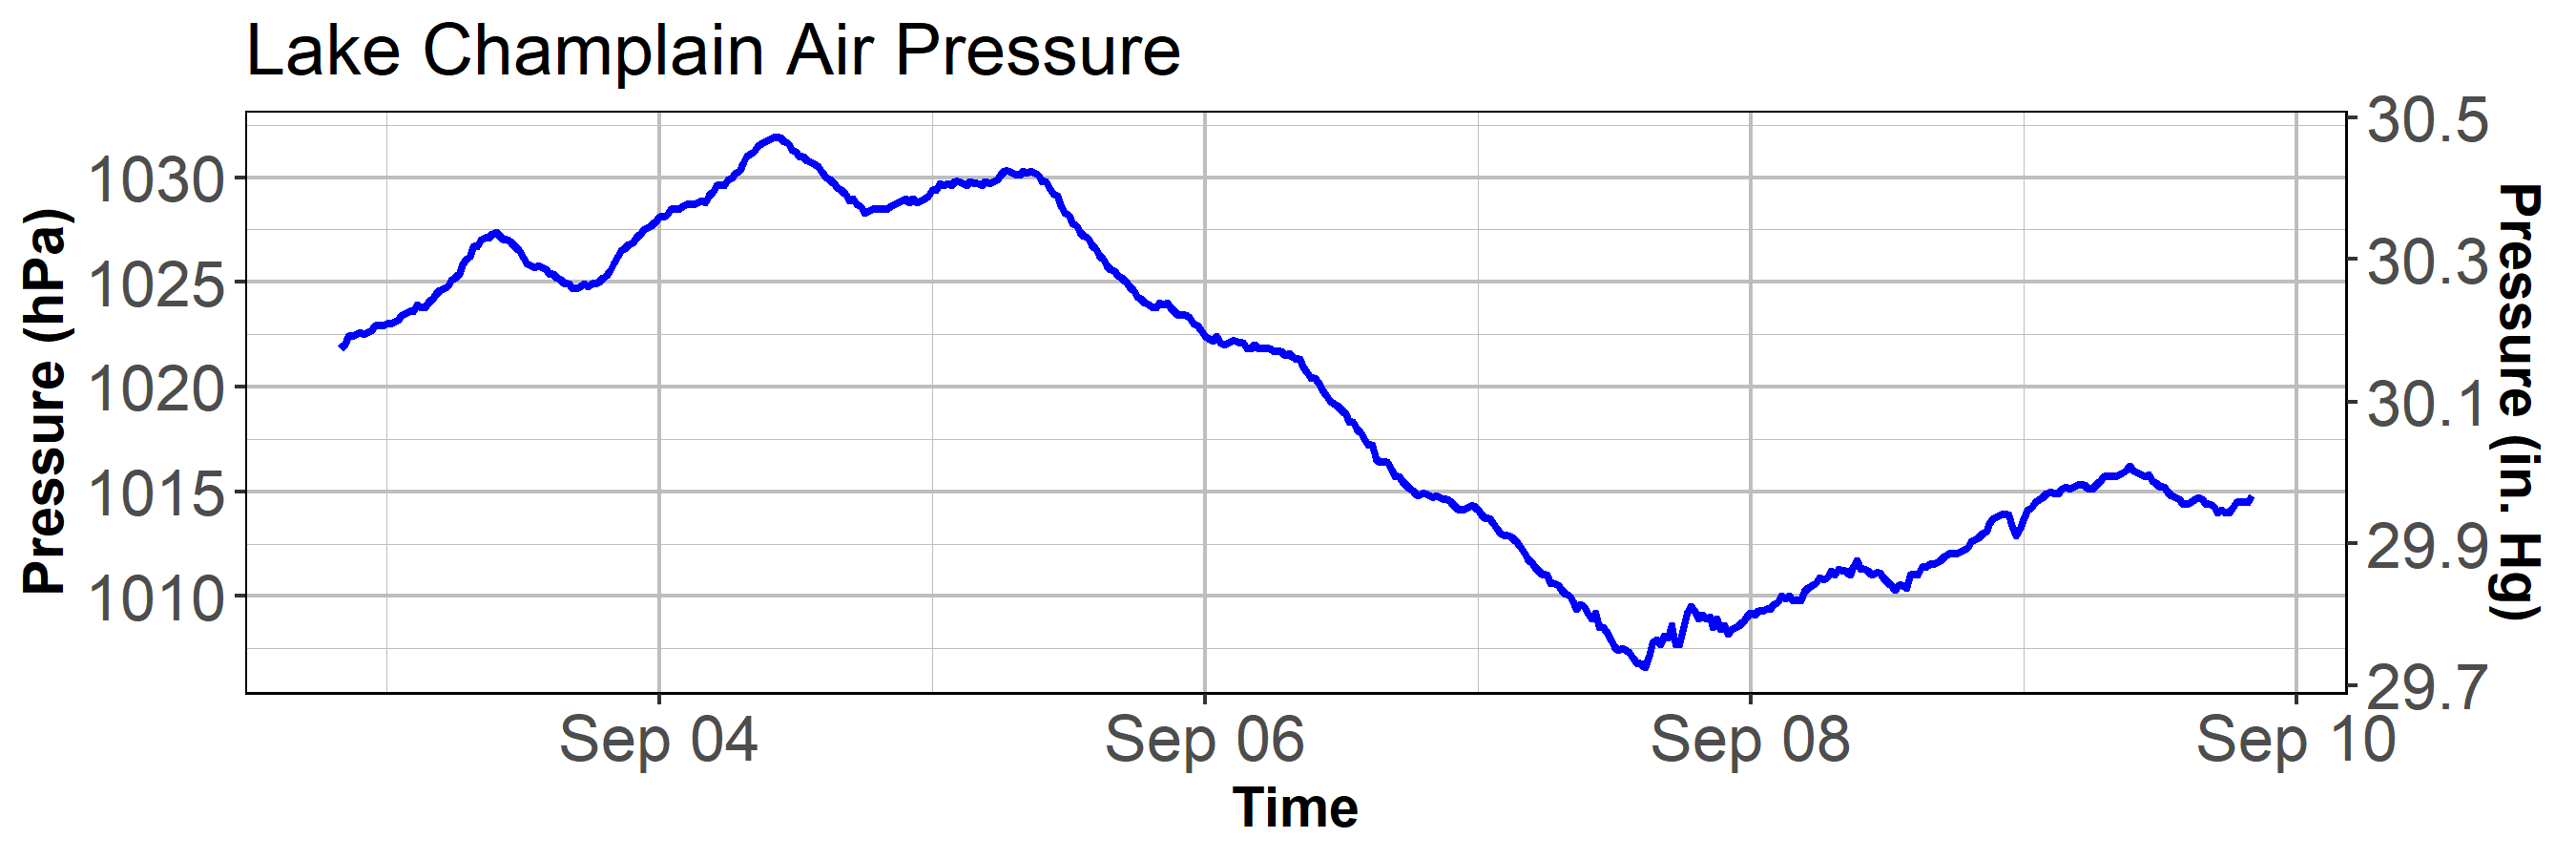 Lake Champlain Air Pressure
Pressure (hPa)
1030
1025
1020
1015
1010
30.5
30.3
30.1
29.9
29.7
Pressure (in. Hg)
Sep 04 Sep 06 Sep 08 Sep 10
Time